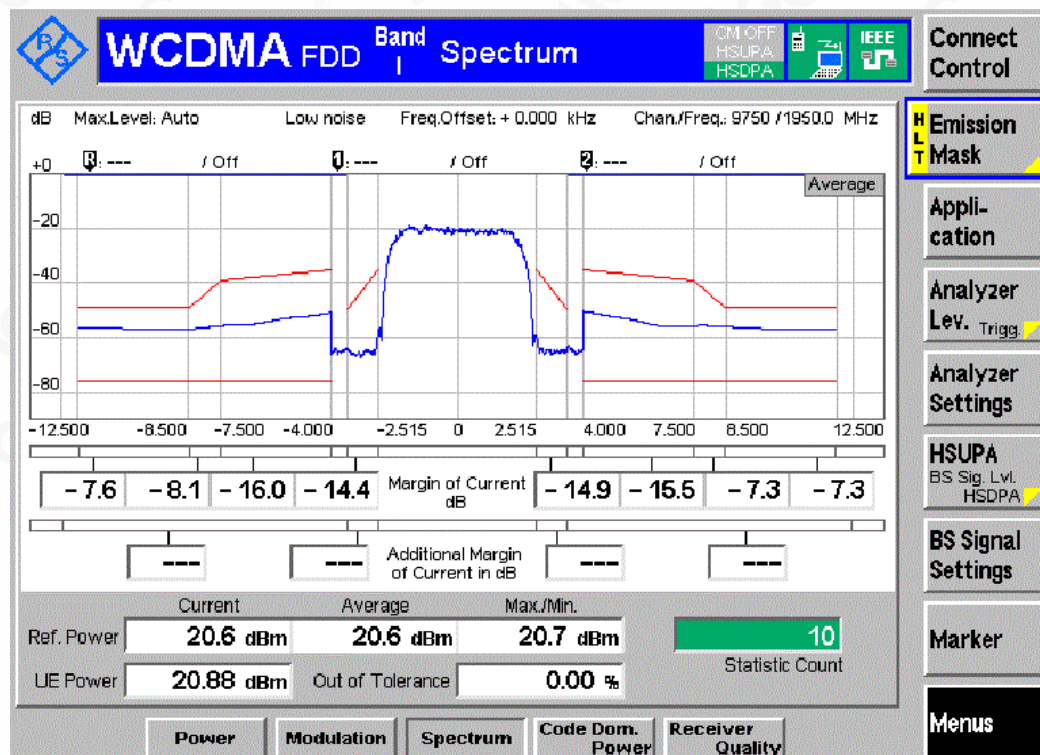 R&S
WCDMA FDD Band I Spectrum
CM OFF
HSUPA
HSDPA
IEEE
Connect Control
dB Max.Level: Auto Low noise Freq.Offset: + 0.000 kHz Chan./Freq.: 9750 / 1950.0 MHz
HLT Emission Mask
+0 R: --- / Off 1: --- / Off 2: --- / Off
Average
Appli-
cation
-20
-40
-60
-80
Analyzer
Lev. Trigg.
Analyzer
Settings
-12.500 -8.500 -7.500 -4.000 -2.515 0 2.515 4.000 7.500 8.500 12.500
HSUPA
BS Sig. Lvl.
HSDPA
- 7.6 - 8.1 - 16.0 - 14.4 Margin of Current dB - 14.9 - 15.5 - 7.3 - 7.3
BS Signal
Settings
--- --- Additional Margin of Current in dB --- ---
Current Average Max./Min.
Ref. Power 20.6 dBm 20.6 dBm 20.7 dBm 10
Statistic Count
Marker
UE Power 20.88 dBm Out of Tolerance 0.00 %
Menus
Power Modulation Spectrum Code Dom. Power Receiver Quality